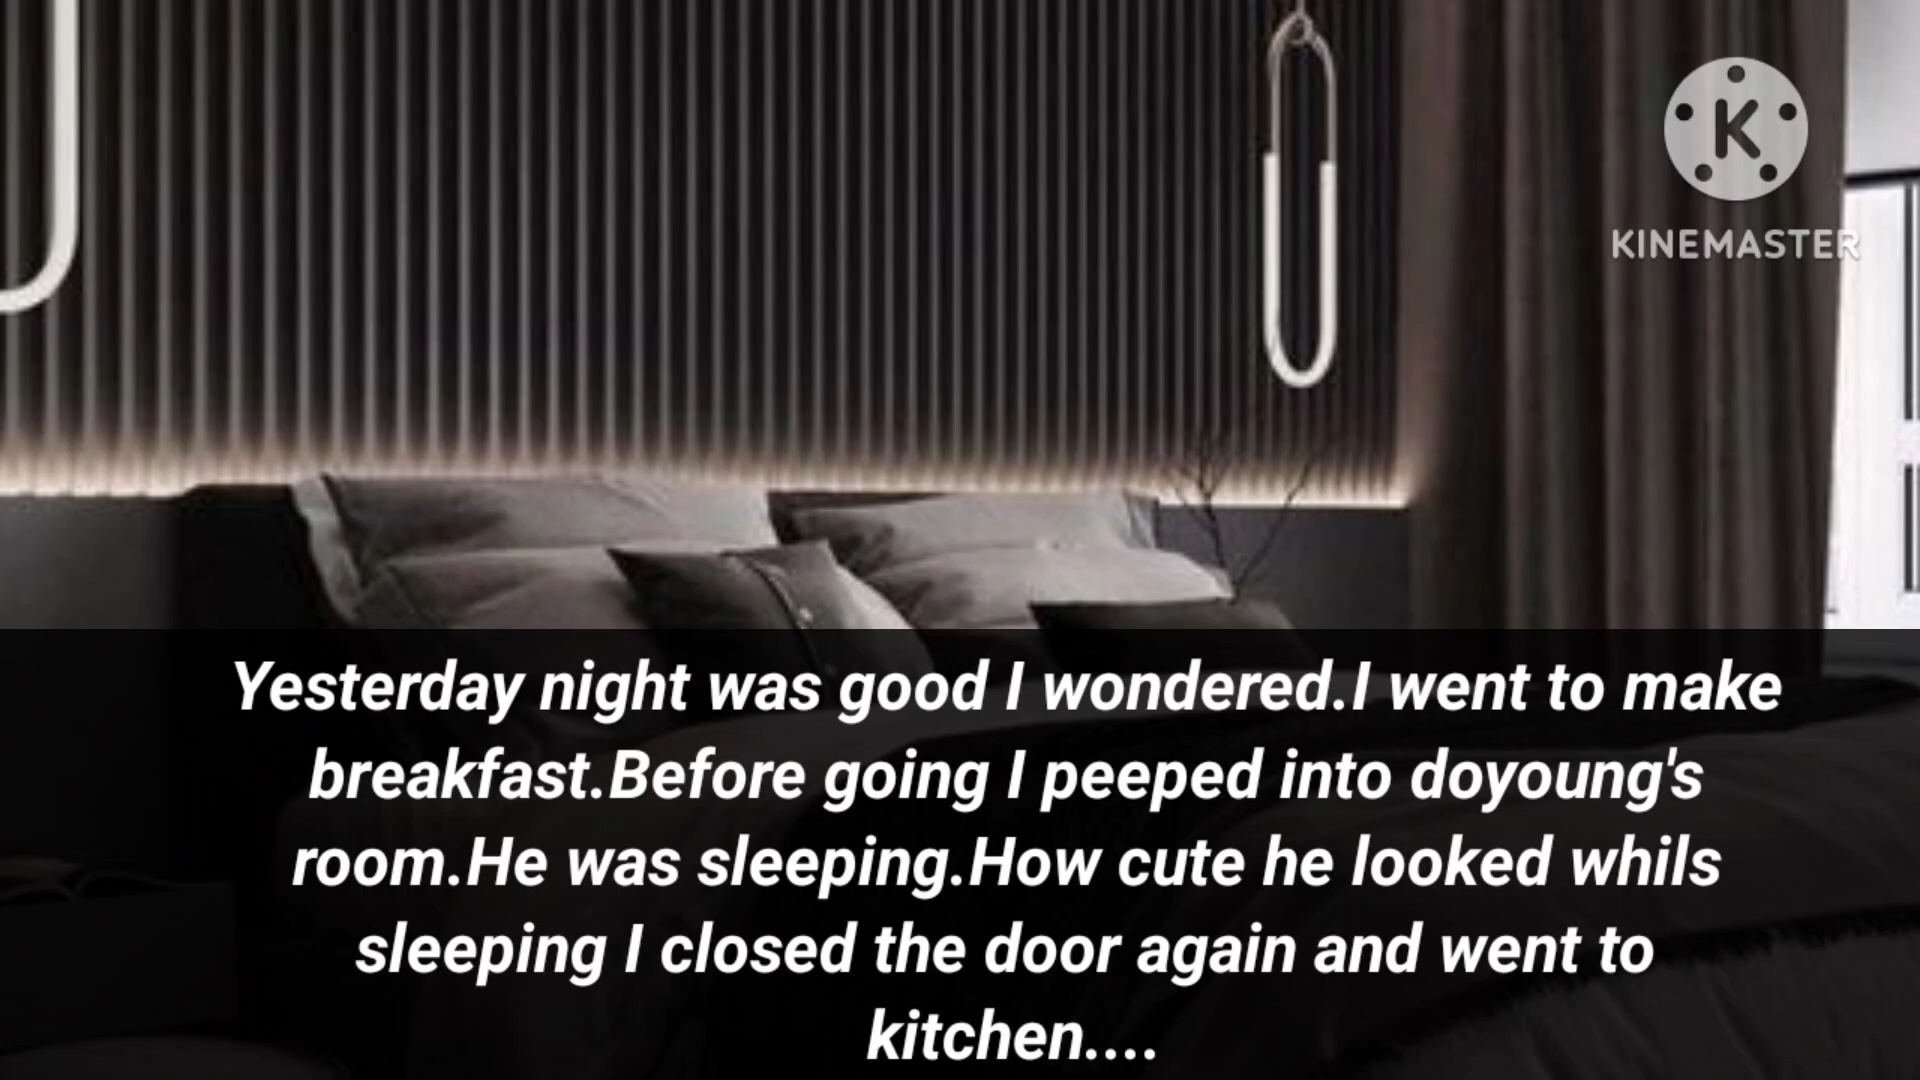 K
KINEMASTER
Yesterday night was good I wondered.I went to make
breakfast.Before going I peeped into doyoung's
room.He was sleeping.How cute he looked whils
sleeping I closed the door again and went to
kitchen....